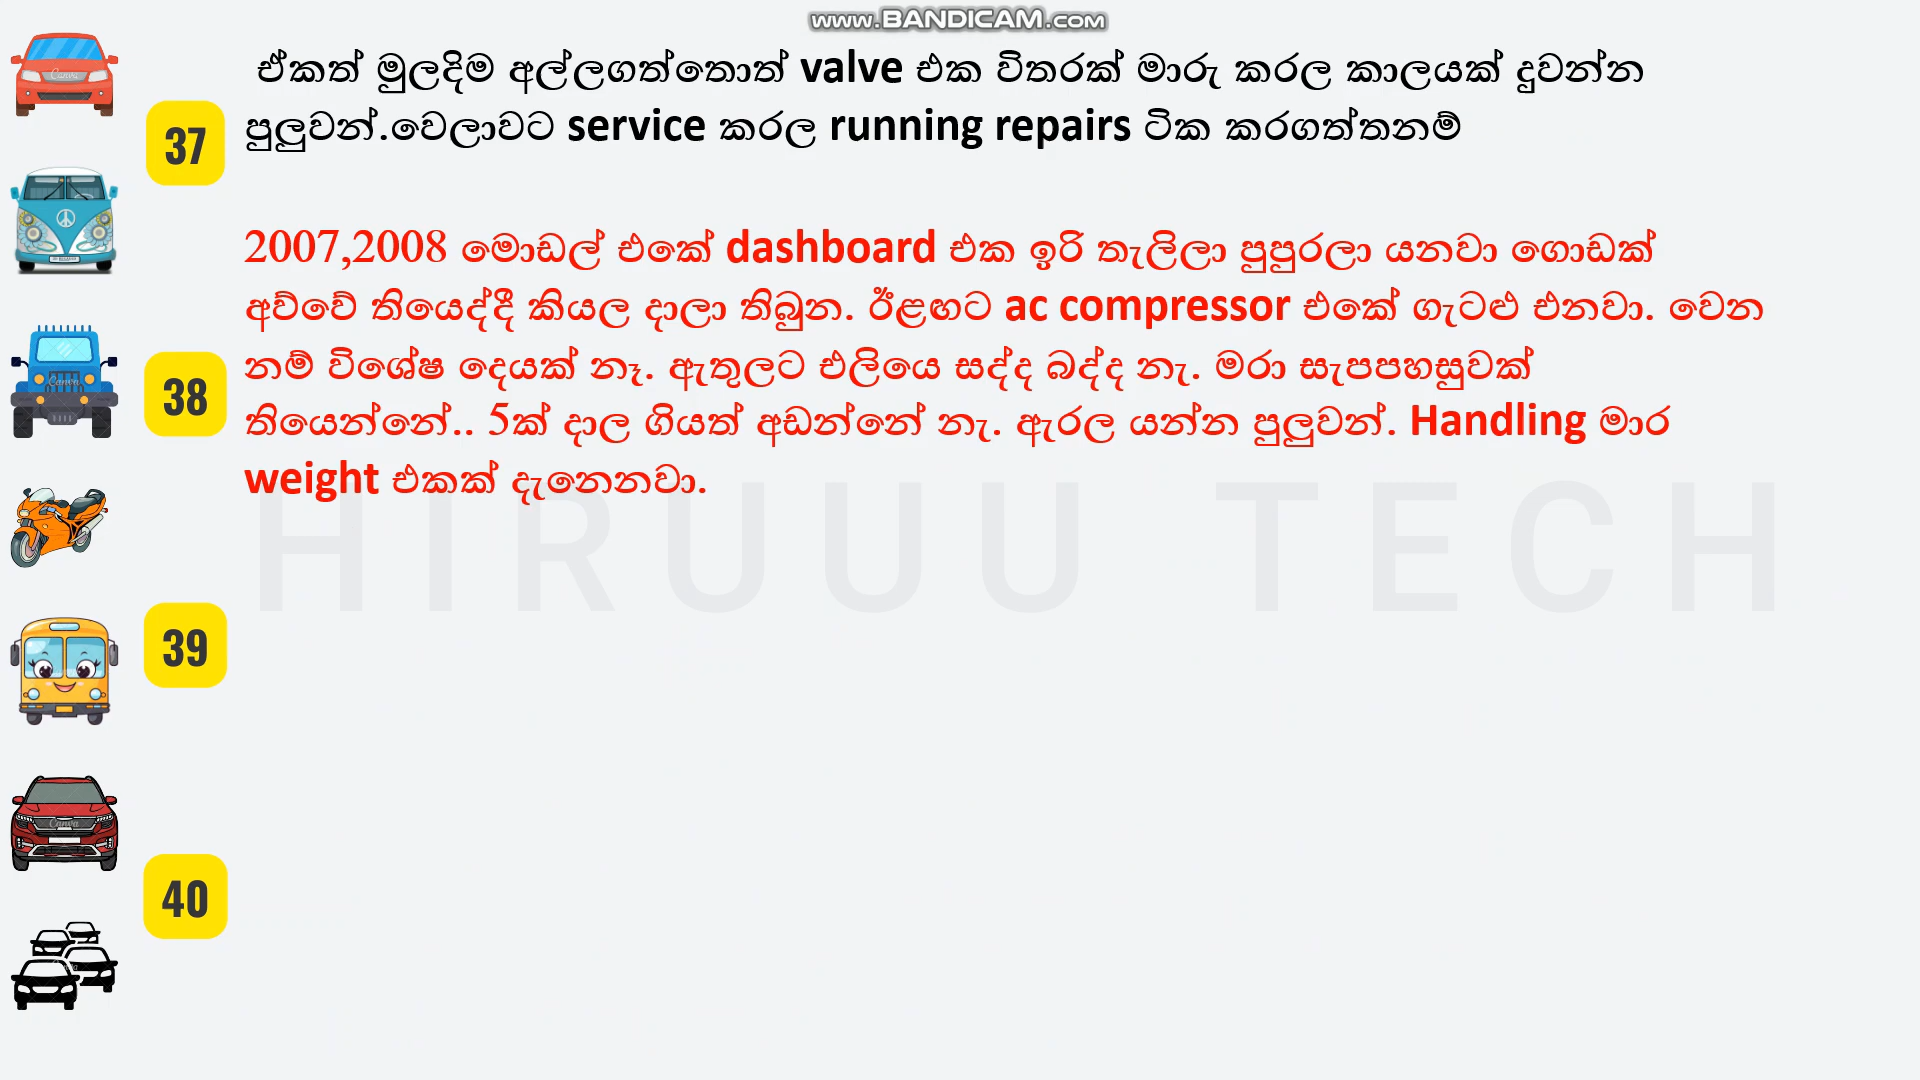 www.BANDICAM.com
ඒකත් මුලදිම අල්ලගත්තොත් valve එක විතරක් මාරු කරල කාලයක් දුවන්න
පුලුවන්.වෙලාවට service කරල running repairs ටික කරගත්තනම්
37
2007,2008 මොඩල් එකේ dashboard එක ඉරි තැලිලා පුපුරලා යනවා ගොඩක්
අව්වේ තියෙද්දී කියල දාලා තිබුන. ඊළඟට ac compressor එකේ ගැටළු එනවා. වෙන
නම් විශේෂ දෙයක් නෑ. ඇතුලට එලියෙ සද්ද බද්ද නැ. මරා සැපපහසුවක්
38
තියෙන්නේ.. 5ක් දාල ගියත් අඩන්නේ නැ. ඇරල යන්න පුලුවන්. Handling මාර
weight එකක් දැනෙනවා.
HIRUUU TECH
39
40